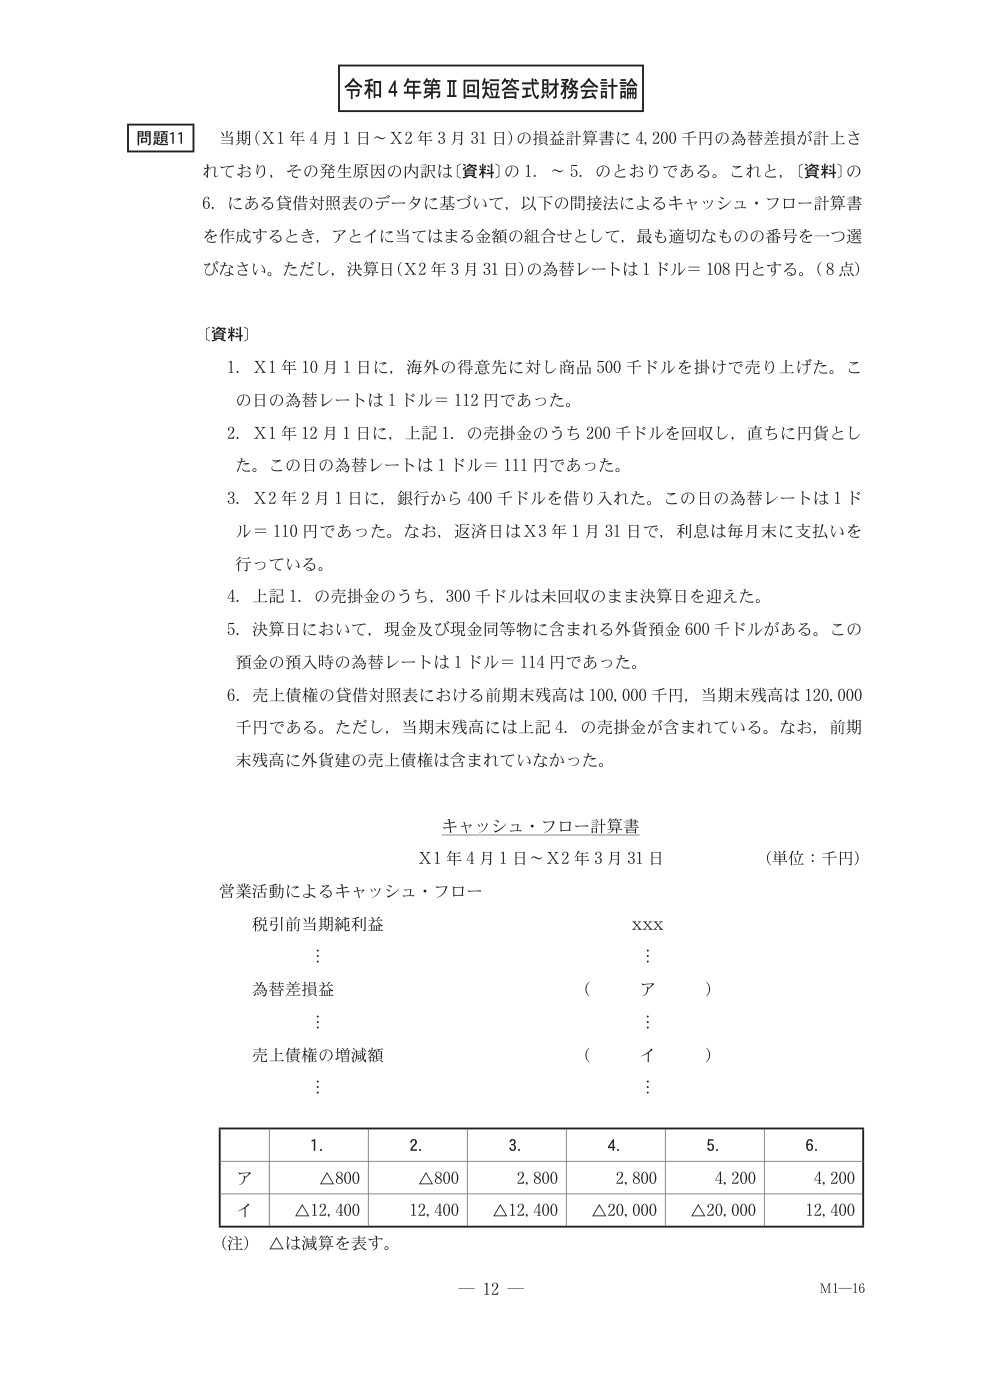 令和4年第Ⅱ回短答式財務会計論
問題11 当期(X1年4月1日～X2年3月31日)の損益計算書に4,200千円の為替差損が計上さ
れており，その発生原因の内訳は〔資料〕の1．～5．のとおりである。これと，〔資料〕の
6．にある貸借対照表のデータに基づいて，以下の間接法によるキャッシュ・フロー計算書
を作成するとき，アとイに当てはまる金額の組合せとして，最も適切なものの番号を一つ選
びなさい。ただし，決算日(X2年3月31日)の為替レートは1ドル＝108円とする。（8点）
〔資料〕
1．X1年10月1日に，海外の得意先に対し商品500千ドルを掛けで売り上げた。こ
の日の為替レートは1ドル＝112円であった。
2．X1年12月1日に，上記1．の売掛金のうち200千ドルを回収し，直ちに円貨とし
た。この日の為替レートは1ドル＝111円であった。
3．X2年2月1日に，銀行から400千ドルを借り入れた。この日の為替レートは1ド
ル＝110円であった。なお，返済日はX3年1月31日で，利息は毎月末に支払いを
行っている。
4．上記1．の売掛金のうち，300千ドルは未回収のまま決算日を迎えた。
5．決算日において，現金及び現金同等物に含まれる外貨預金600千ドルがある。この
預金の預入時の為替レートは1ドル＝114円であった。
6．売上債権の貸借対照表における前期末残高は100,000千円，当期末残高は120,000
千円である。ただし，当期末残高には上記4．の売掛金が含まれている。なお，前期
末残高に外貨建の売上債権は含まれていなかった。
キャッシュ・フロー計算書
X1年4月1日～X2年3月31日 （単位：千円）
営業活動によるキャッシュ・フロー
税引前当期純利益 xxx
⋮ ⋮
為替差損益 （ ア ）
⋮ ⋮
売上債権の増減額 （ イ ）
⋮ ⋮
1. 2. 3. 4. 5. 6.
ア △800 △800 2,800 2,800 4,200 4,200
イ △12,400 12,400 △12,400 △20,000 △20,000 12,400
（注） △は減算を表す。
― 12 ― M1―16